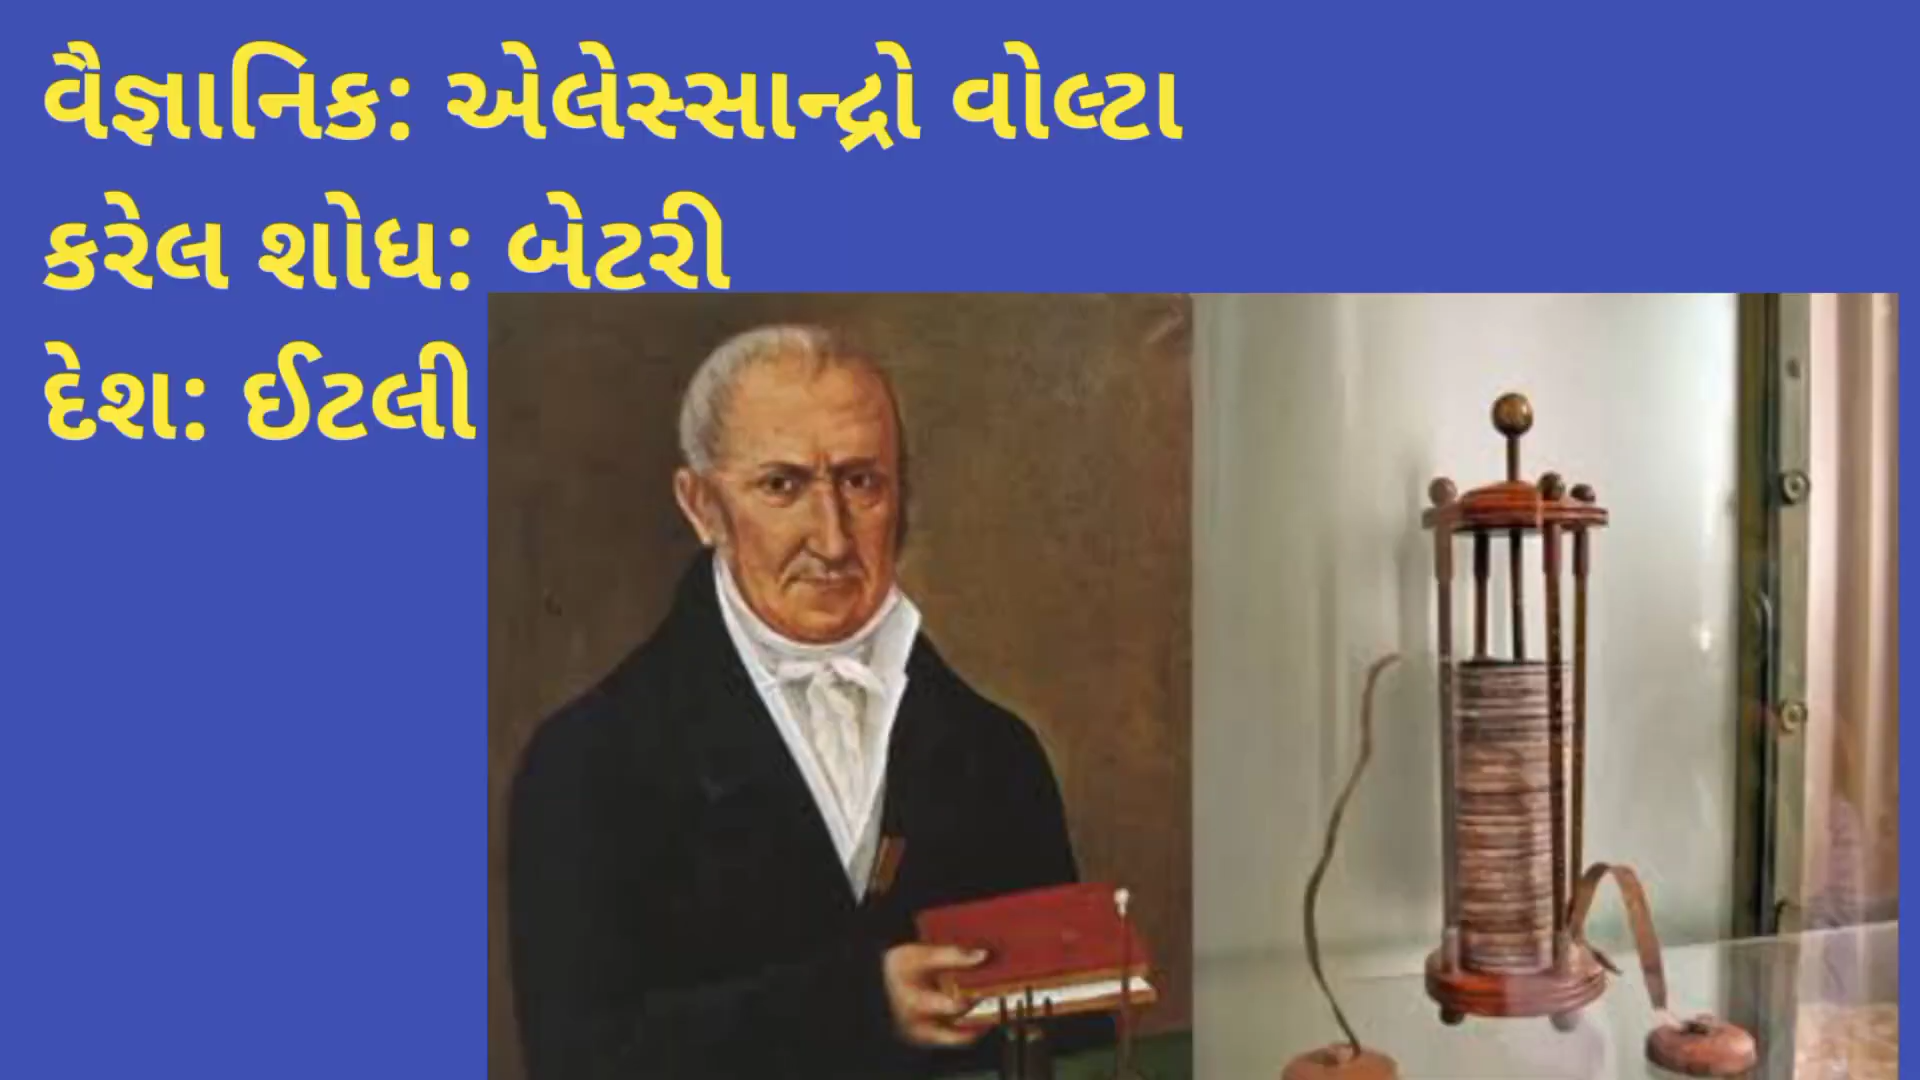 વૈજ્ઞાનિક: એલેસ્સાન્દ્રો વોલ્ટા
કરેલ શોધ: બેટરી
દેશ: ઈટલી